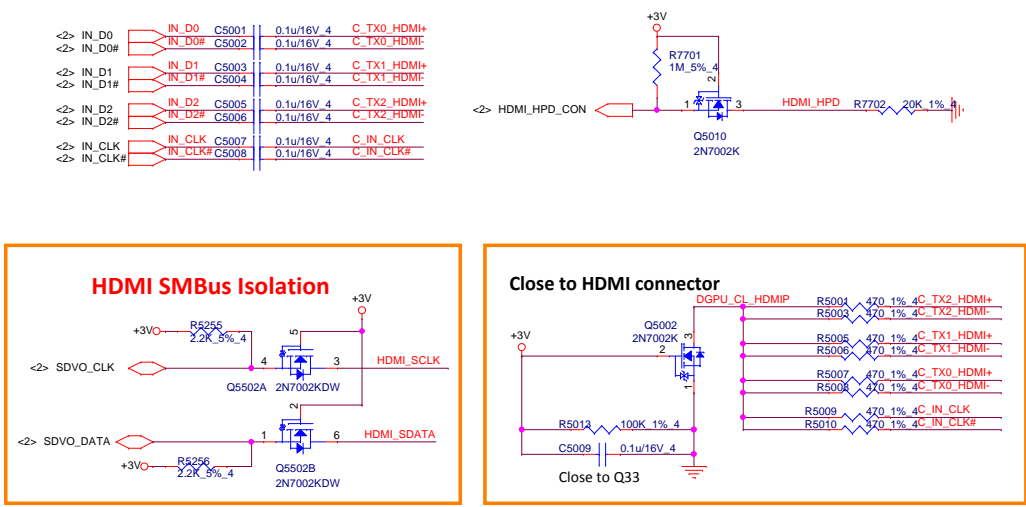 <2> IN_D0 IN_D0 C5001 0.1u/16V_4 C_TX0_HDMI+
<2> IN_D0# IN_D0# C5002 0.1u/16V_4 C_TX0_HDMI-
<2> IN_D1 IN_D1 C5003 0.1u/16V_4 C_TX1_HDMI+
<2> IN_D1# IN_D1# C5004 0.1u/16V_4 C_TX1_HDMI-
<2> IN_D2 IN_D2 C5005 0.1u/16V_4 C_TX2_HDMI+
<2> IN_D2# IN_D2# C5006 0.1u/16V_4 C_TX2_HDMI-
<2> IN_CLK IN_CLK C5007 0.1u/16V_4 C_IN_CLK
<2> IN_CLK# IN_CLK# C5008 0.1u/16V_4 C_IN_CLK#
+3V
R7701
1M_5%_4
2
<2> HDMI_HPD_CON 1 3 HDMI_HPD R7702 20K_1%_4
Q5010
2N7002K
HDMI SMBus Isolation
+3V
+3V R5255
2.2K_5%_4
5
<2> SDVO_CLK 4 3 HDMI_SCLK
Q5502A 2N7002KDW
2
<2> SDVO_DATA 1 6 HDMI_SDATA
+3V R5256
2.2K_5%_4
Q5502B
2N7002KDW
Close to HDMI connector
DGPU_CL_HDMIP
+3V
Q5002
2N7002K
3
2
1
R5013 100K_1%_4
C5009 0.1u/16V_4
Close to Q33
R5001 470_1%_4 C_TX2_HDMI+
R5003 470_1%_4 C_TX2_HDMI-
R5005 470_1%_4 C_TX1_HDMI+
R5006 470_1%_4 C_TX1_HDMI-
R5007 470_1%_4 C_TX0_HDMI+
R5008 470_1%_4 C_TX0_HDMI-
R5009 470_1%_4 C_IN_CLK
R5010 470_1%_4 C_IN_CLK#